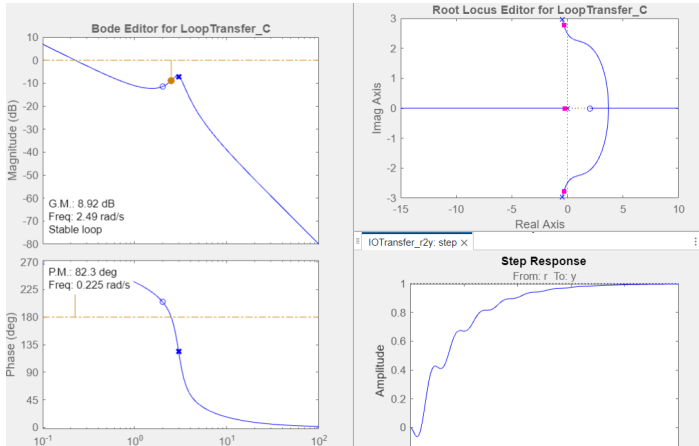 Bode Editor for LoopTransfer_C
10
0
-10
-20
-30
-40
-50
-60
-70
-80
Magnitude (dB)
G.M.: 8.92 dB
Freq: 2.49 rad/s
Stable loop
270
225
180
135
90
45
0
Phase (deg)
P.M.: 82.3 deg
Freq: 0.225 rad/s
10^-1
10^0
10^1
10^2
Root Locus Editor for LoopTransfer_C
3
2
1
0
-1
-2
-3
Imag Axis
-15
-10
-5
0
5
10
Real Axis
IOTransfer_r2y: step ×
Step Response
From: r To: y
1
0.8
0.6
0.4
0.2
0
Amplitude